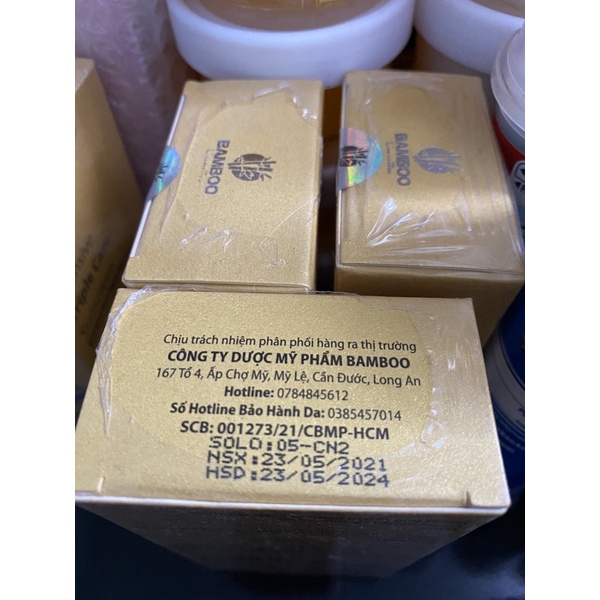 BAMBOO
BAMBOO
Chịu trách nhiệm phân phối hàng ra thị trường
CÔNG TY DƯỢC MỸ PHẨM BAMBOO
167 Tổ 4, Ấp Chợ Mỹ, Mỹ Lệ, Cần Đước, Long An
Hotline: 0784845612
Số Hotline Bảo Hành Da: 0385457014
SCB: 001273/21/CBMP-HCM
SOLO:05-CN2
NSX:23/05/2021
HSD:23/05/2024